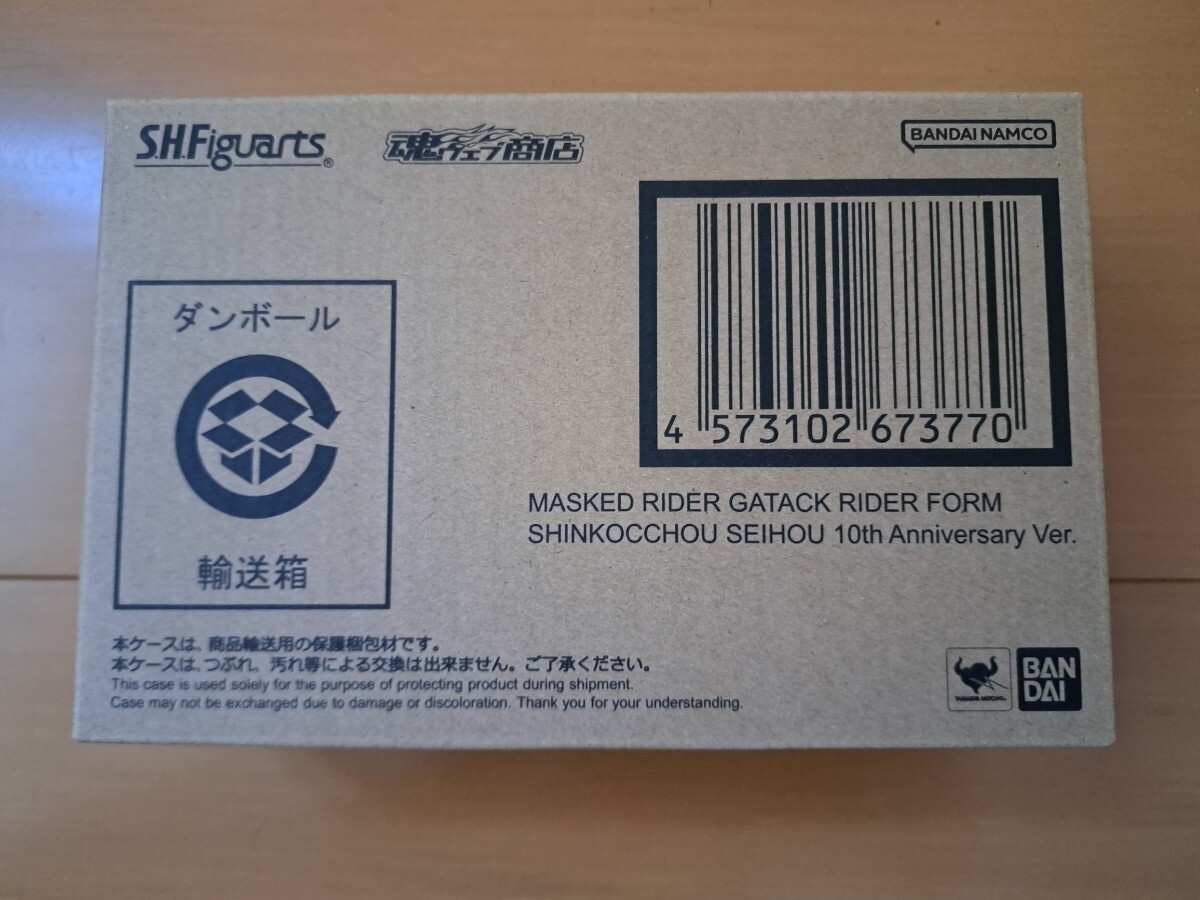 S.H.Figuarts®
魂ウェブ商店
BANDAI NAMCO
ダンボール
輸送箱
4 573102 673770
MASKED RIDER GATACK RIDER FORM
SHINKOCCHOU SEIHOU 10th Anniversary Ver.
本ケースは、商品輸送用の保護梱包材です。
本ケースは、つぶれ、汚れ等による交換は出来ません。ご了承ください。
This case is used solely for the purpose of protecting product during shipment.
Case may not be exchanged due to damage or discoloration. Thank you for your understanding.
TAMASHII NATIONS
BAN
DAI